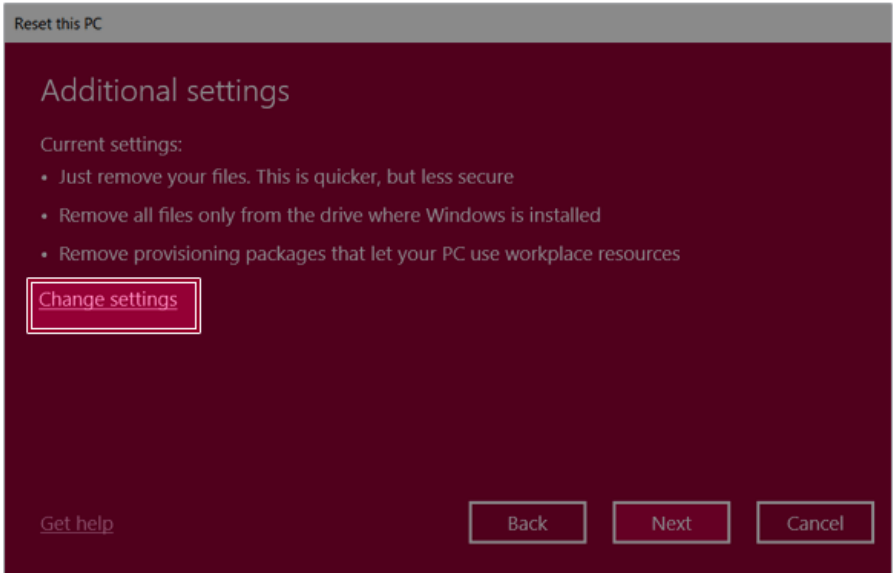 Reset this PC
Additional settings
Current settings:
• Just remove your files. This is quicker, but less secure
• Remove all files only from the drive where Windows is installed
• Remove provisioning packages that let your PC use workplace resources
Change settings
Get help
Back
Next
Cancel